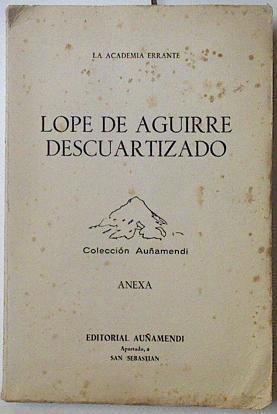 LA ACADEMIA ERRANTE
LOPE DE AGUIRRE
DESCUARTIZADO
Colección Auñamendi
ANEXA
EDITORIAL AUÑAMENDI
Apartado, 2
SAN SEBASTIAN